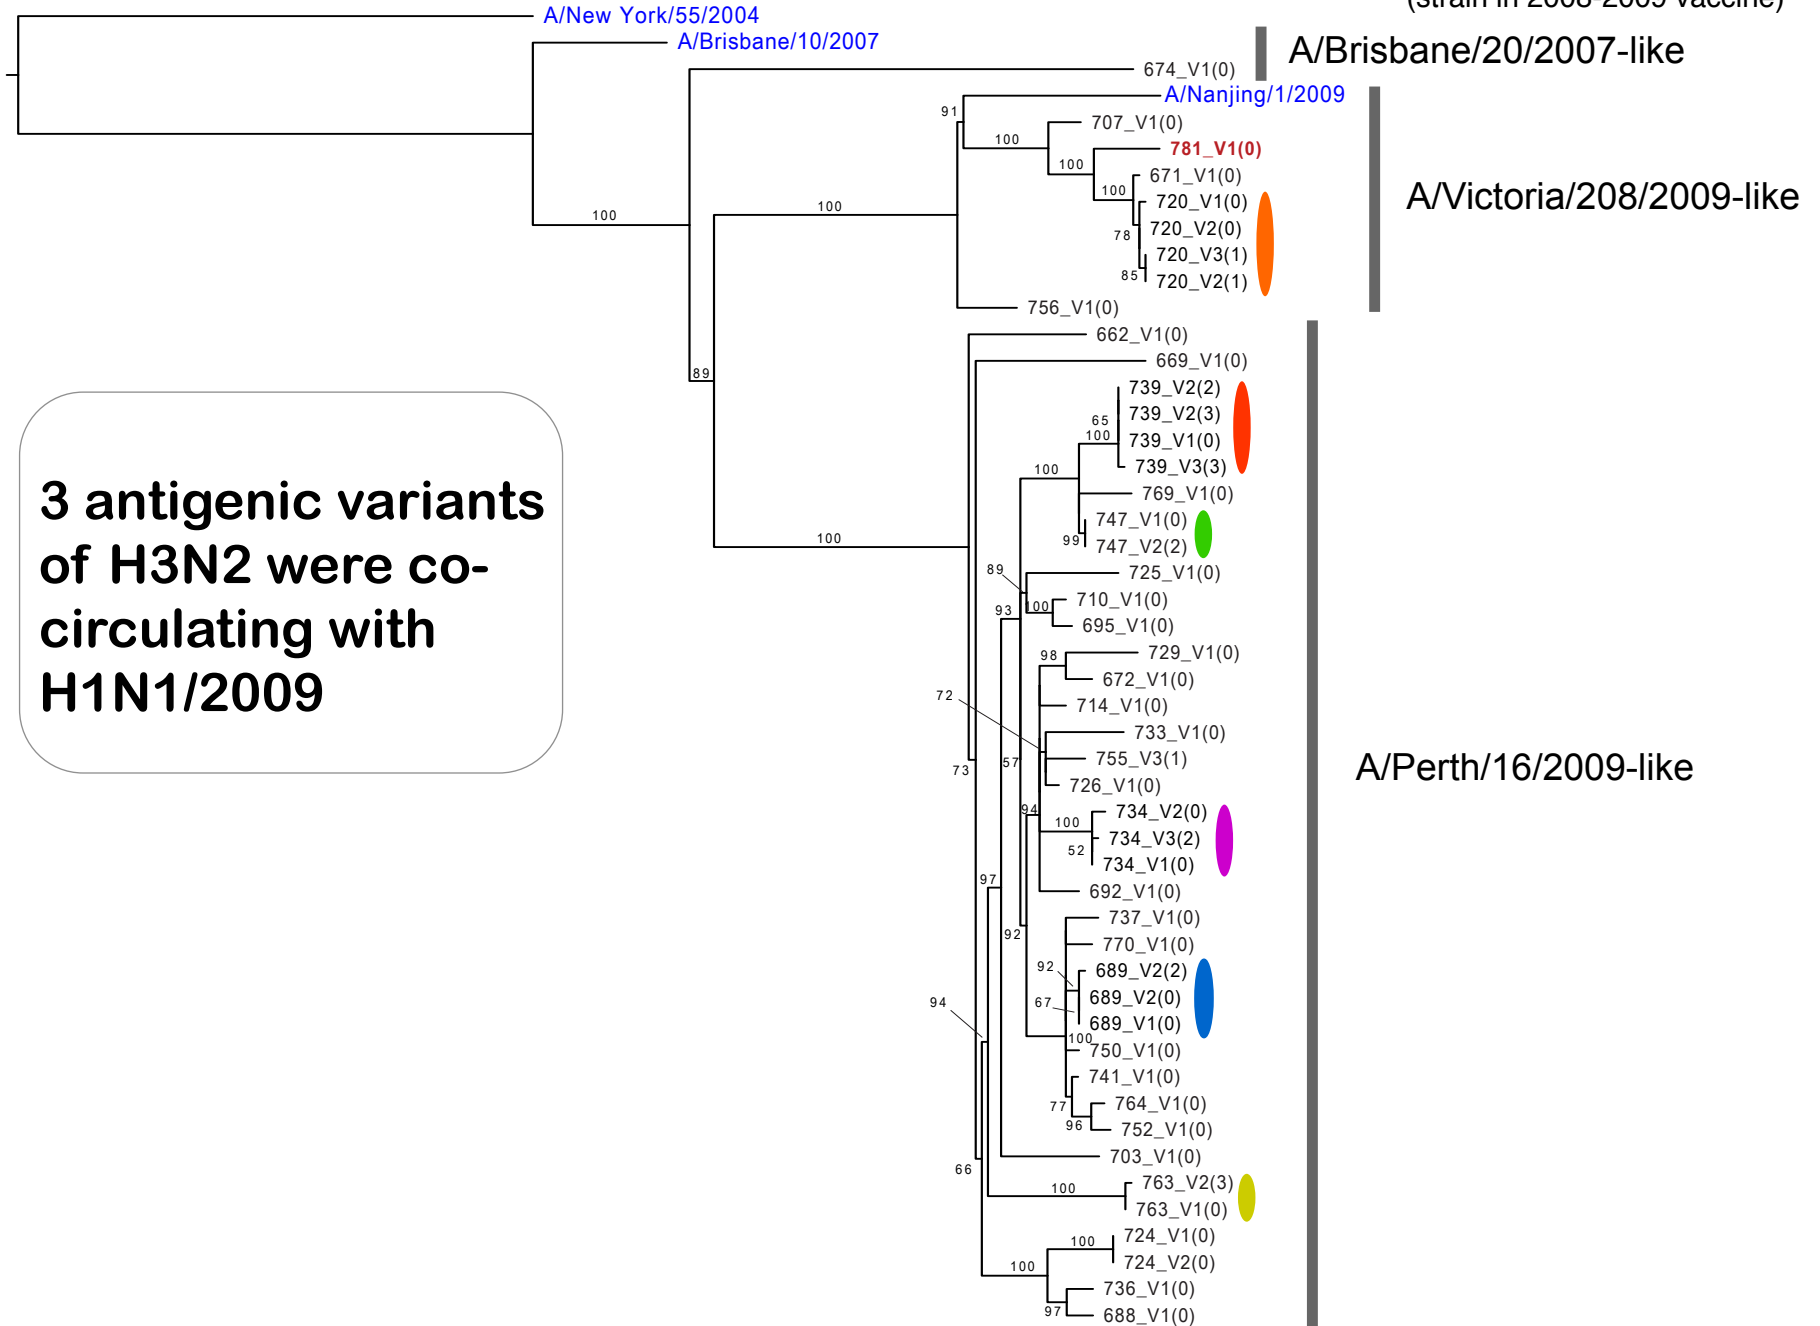 (strain in 2008-2009 vaccine)
A/New York/55/2004
A/Brisbane/10/2007
A/Brisbane/20/2007-like
674_V1(0)
A/Nanjing/1/2009
91
707_V1(0)
100
781_V1(0)
100
671_V1(0)
100
720_V1(0)
A/Victoria/208/2009-like
100
100
720_V2(0)
78
720_V3(1)
85
720_V2(1)
756_V1(0)
662_V1(0)
669_V1(0)
89
739_V2(2)
739_V2(3)
65
100
739_V1(0)
739_V3(3)
100
769_V1(0)
747_V1(0)
99
747_V2(2)
100
89
725_V1(0)
710_V1(0)
93
100
695_V1(0)
98
729_V1(0)
672_V1(0)
72
714_V1(0)
733_V1(0)
755_V3(1)
57
73
726_V1(0)
A/Perth/16/2009-like
94
734_V2(0)
100
734_V3(2)
52
734_V1(0)
97
692_V1(0)
737_V1(0)
92
770_V1(0)
92
689_V2(2)
94
67
689_V2(0)
689_V1(0)
100
750_V1(0)
741_V1(0)
77
764_V1(0)
96
752_V1(0)
703_V1(0)
66
100
763_V2(3)
763_V1(0)
724_V1(0)
100
724_V2(0)
100
736_V1(0)
97
688_V1(0)
3 antigenic variants
of H3N2 were co-
circulating with
H1N1/2009